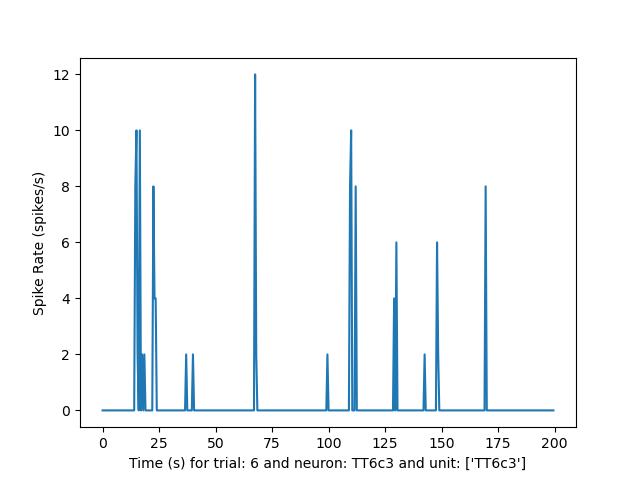 12
10
8
6
4
2
0
Spike Rate (spikes/s)
0 25 50 75 100 125 150 175 200
Time (s) for trial: 6 and neuron: TT6c3 and unit: ['TT6c3']